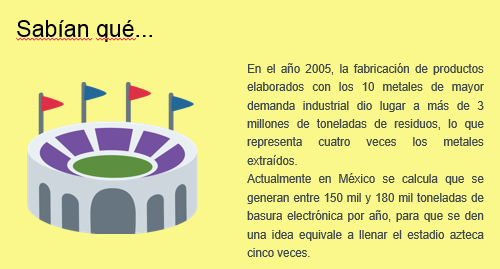 Sabían qué...
En el año 2005, la fabricación de productos
elaborados con los 10 metales de mayor
demanda industrial dio lugar a más de 3
millones de toneladas de residuos, lo que
representa cuatro veces los metales
extraídos.
Actualmente en México se calcula que se
generan entre 150 mil y 180 mil toneladas de
basura electrónica por año, para que se den
una idea equivale a llenar el estadio azteca
cinco veces.